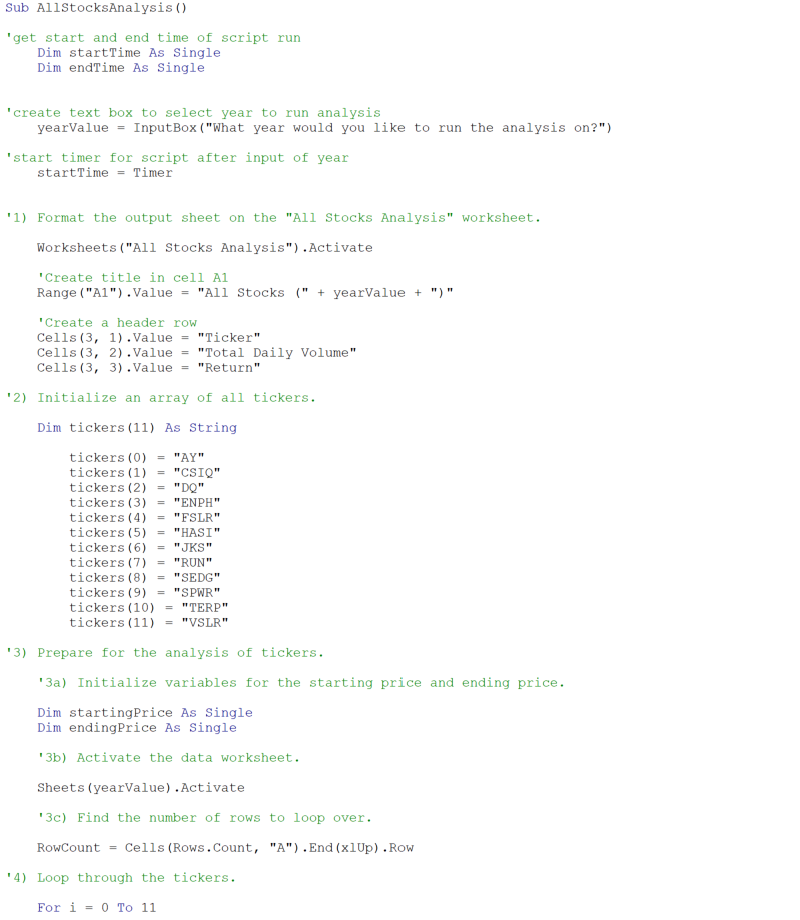 Sub AllStocksAnalysis()
'get start and end time of script run
Dim startTime As Single
Dim endTime As Single
'create text box to select year to run analysis
yearValue = InputBox("What year would you like to run the analysis on?")
'start timer for script after input of year
startTime = Timer
'1) Format the output sheet on the "All Stocks Analysis" worksheet.
Worksheets("All Stocks Analysis").Activate
'Create title in cell A1
Range("A1").Value = "All Stocks (" + yearValue + ")"
'Create a header row
Cells(3, 1).Value = "Ticker"
Cells(3, 2).Value = "Total Daily Volume"
Cells(3, 3).Value = "Return"
'2) Initialize an array of all tickers.
Dim tickers(11) As String
tickers(0) = "AY"
tickers(1) = "CSIQ"
tickers(2) = "DQ"
tickers(3) = "ENPH"
tickers(4) = "FSLR"
tickers(5) = "HASI"
tickers(6) = "JKS"
tickers(7) = "RUN"
tickers(8) = "SEDG"
tickers(9) = "SPWR"
tickers(10) = "TERP"
tickers(11) = "VSLR"
'3) Prepare for the analysis of tickers.
'3a) Initialize variables for the starting price and ending price.
Dim startingPrice As Single
Dim endingPrice As Single
'3b) Activate the data worksheet.
Sheets(yearValue).Activate
'3c) Find the number of rows to loop over.
RowCount = Cells(Rows.Count, "A").End(xlUp).Row
'4) Loop through the tickers.
For i = 0 To 11